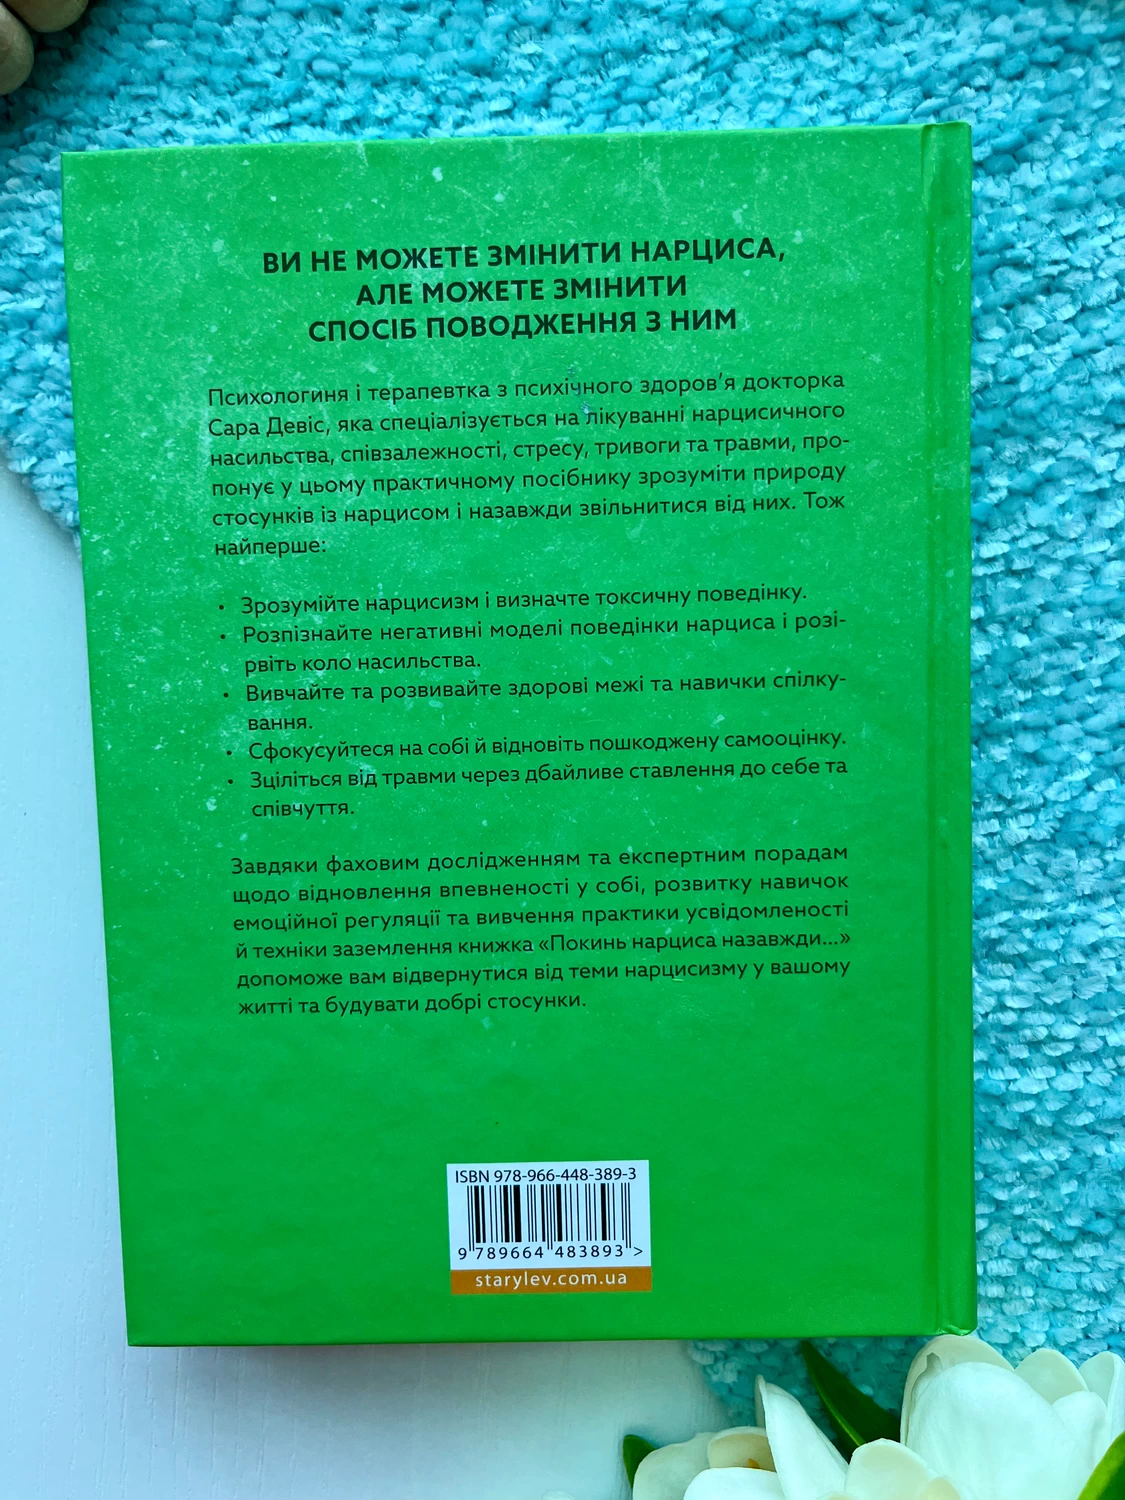 ВИ НЕ МОЖЕТЕ ЗМІНИТИ НАРЦИСА,
АЛЕ МОЖЕТЕ ЗМІНИТИ
СПОСІБ ПОВОДЖЕННЯ З НИМ
Психологиня і терапевтка з психічного здоров’я докторка
Сара Девіс, яка спеціалізується на лікуванні нарцисичного
насильства, співзалежності, стресу, тривоги та травми, про-
понує у цьому практичному посібнику зрозуміти природу
стосунків із нарцисом і назавжди звільнитися від них. Тож
найперше:
• Зрозумійте нарцисизм і визначте токсичну поведінку.
• Розпізнайте негативні моделі поведінки нарциса і розі-
рвіть коло насильства.
• Вивчайте та розвивайте здорові межі та навички спілку-
вання.
• Сфокусуйтеся на собі й відновіть пошкоджену самооцінку.
• Зціліться від травми через дбайливе ставлення до себе та
співчуття.
Завдяки фаховим дослідженням та експертним порадам
щодо відновлення впевненості у собі, розвитку навичок
емоційної регуляції та вивчення практики усвідомленості
й техніки заземлення книжка «Покинь нарциса назавжди...»
допоможе вам відвернутися від теми нарцисизму у вашому
житті та будувати добрі стосунки.
ISBN 978-966-448-389-3
9 789664 483893 >
starylev.com.ua